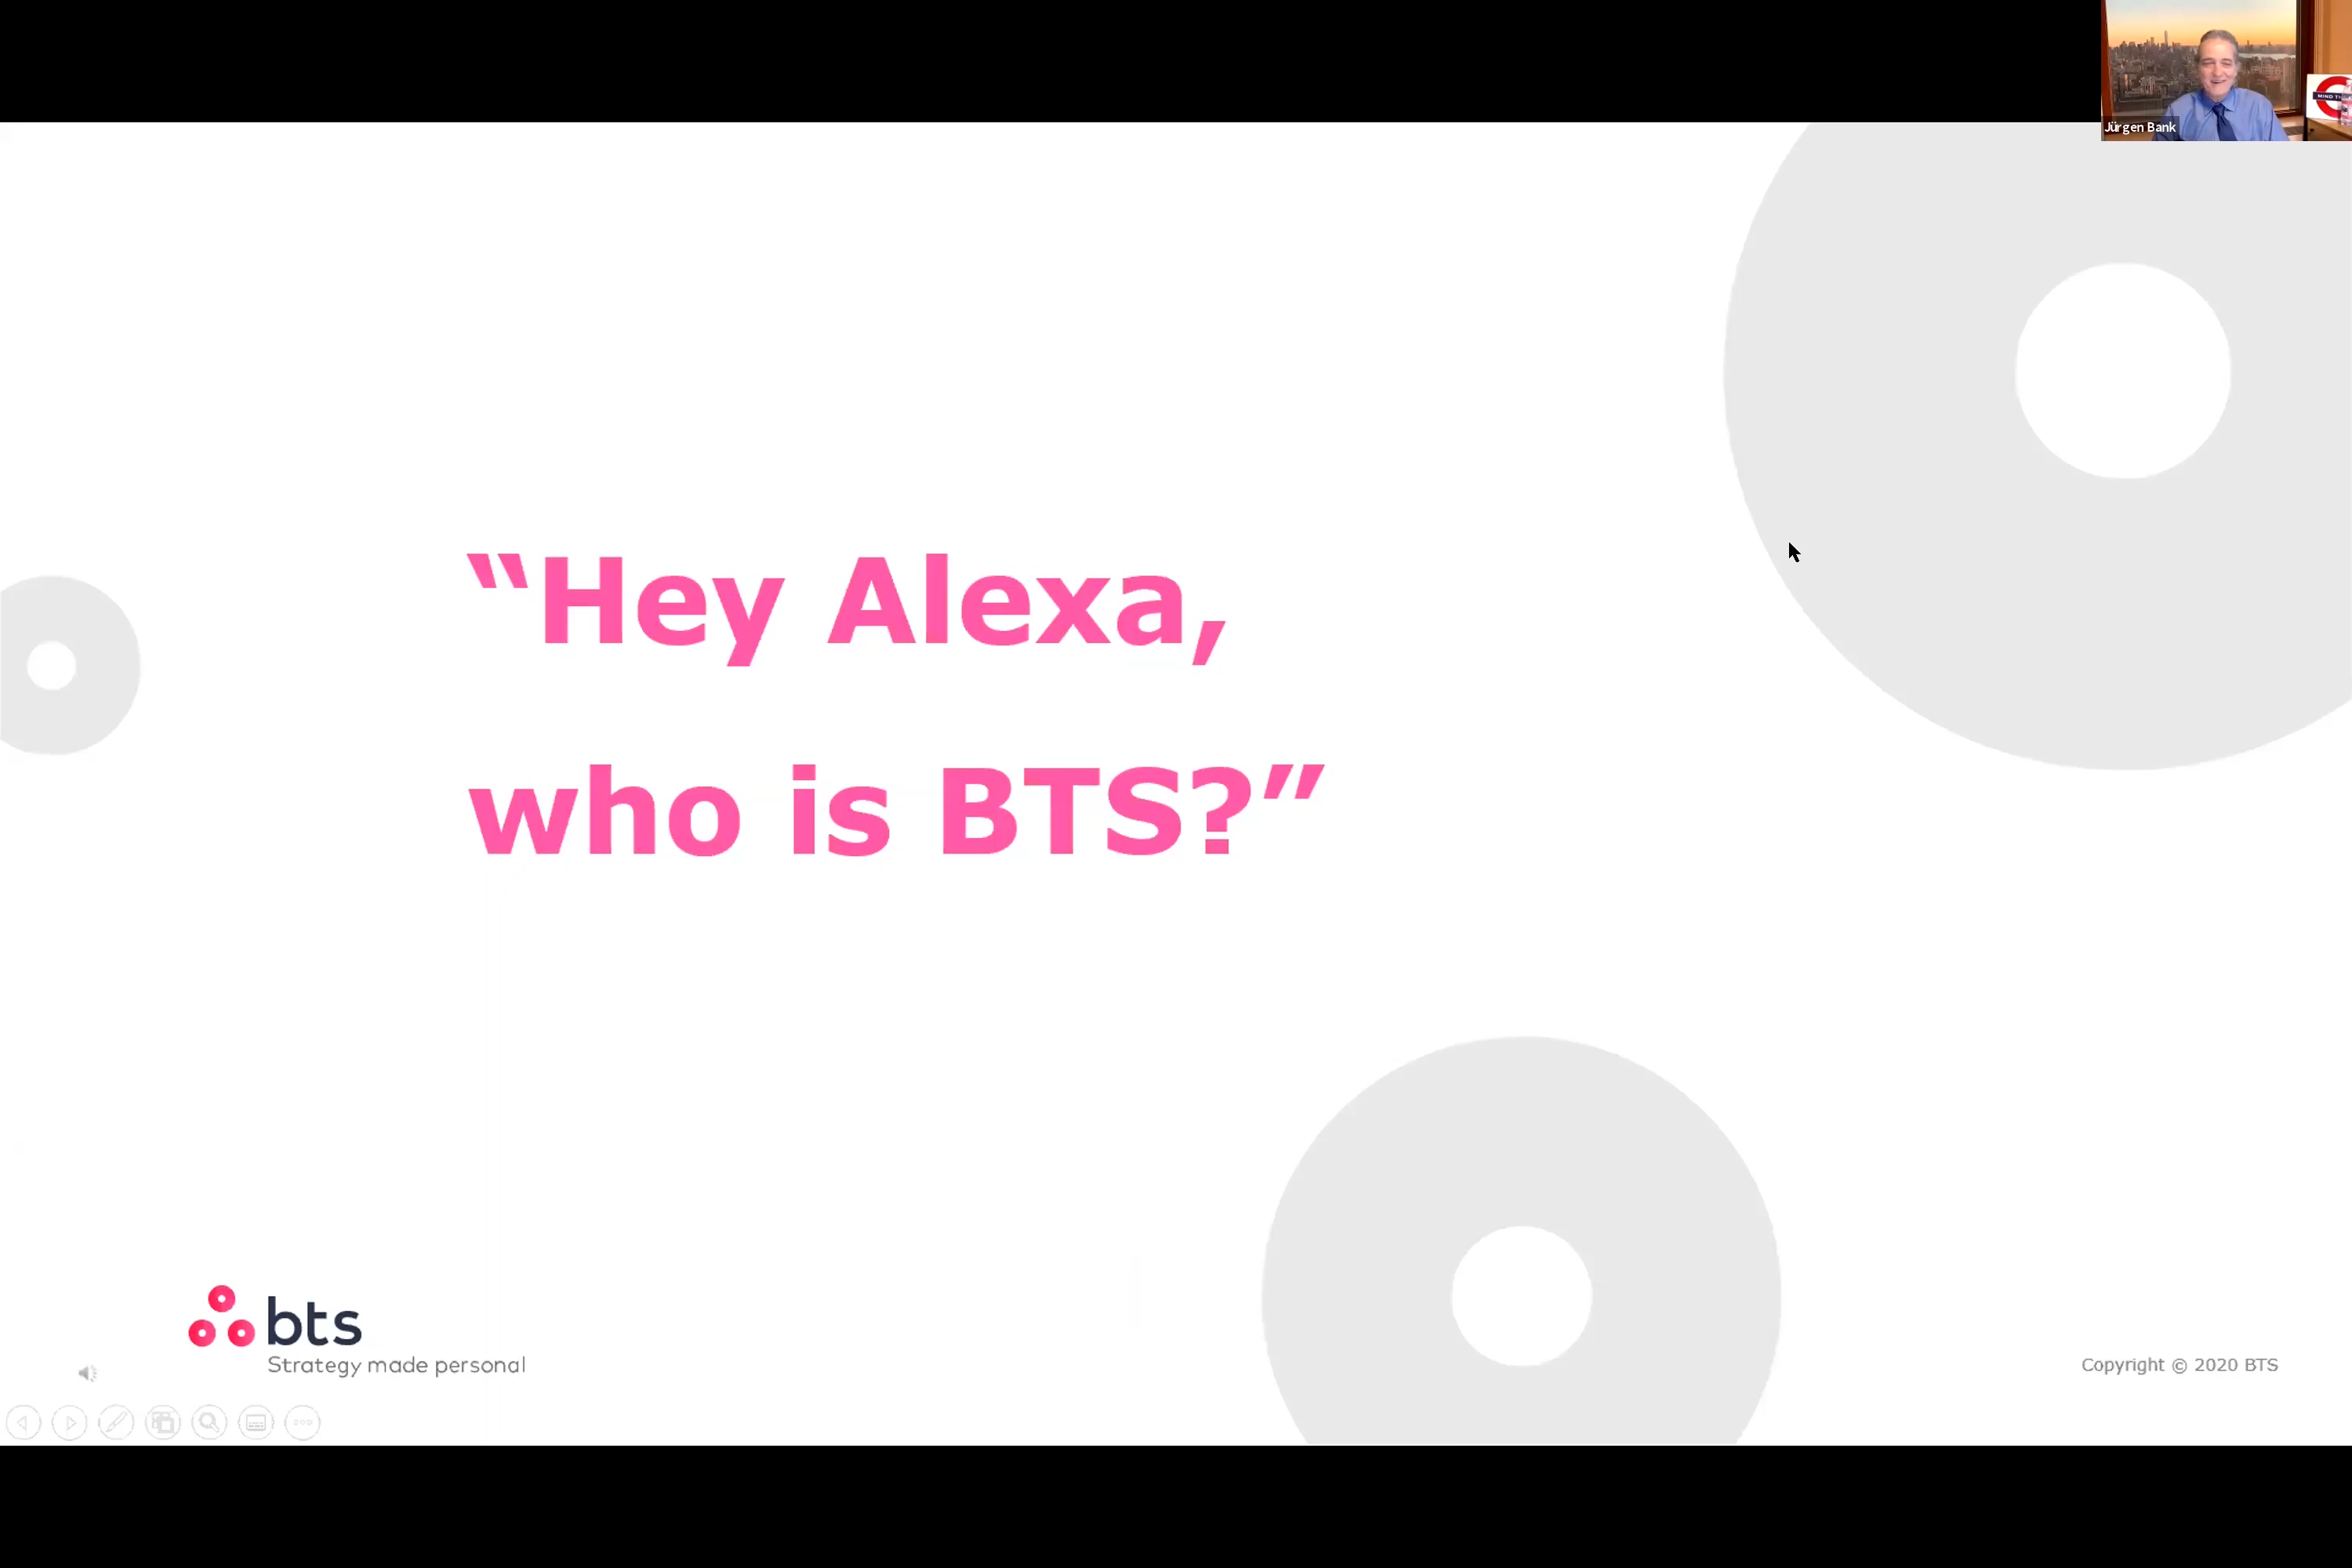 Jürgen Bank
“Hey Alexa,
who is BTS?”
bts
Strategy made personal
Copyright © 2020 BTS